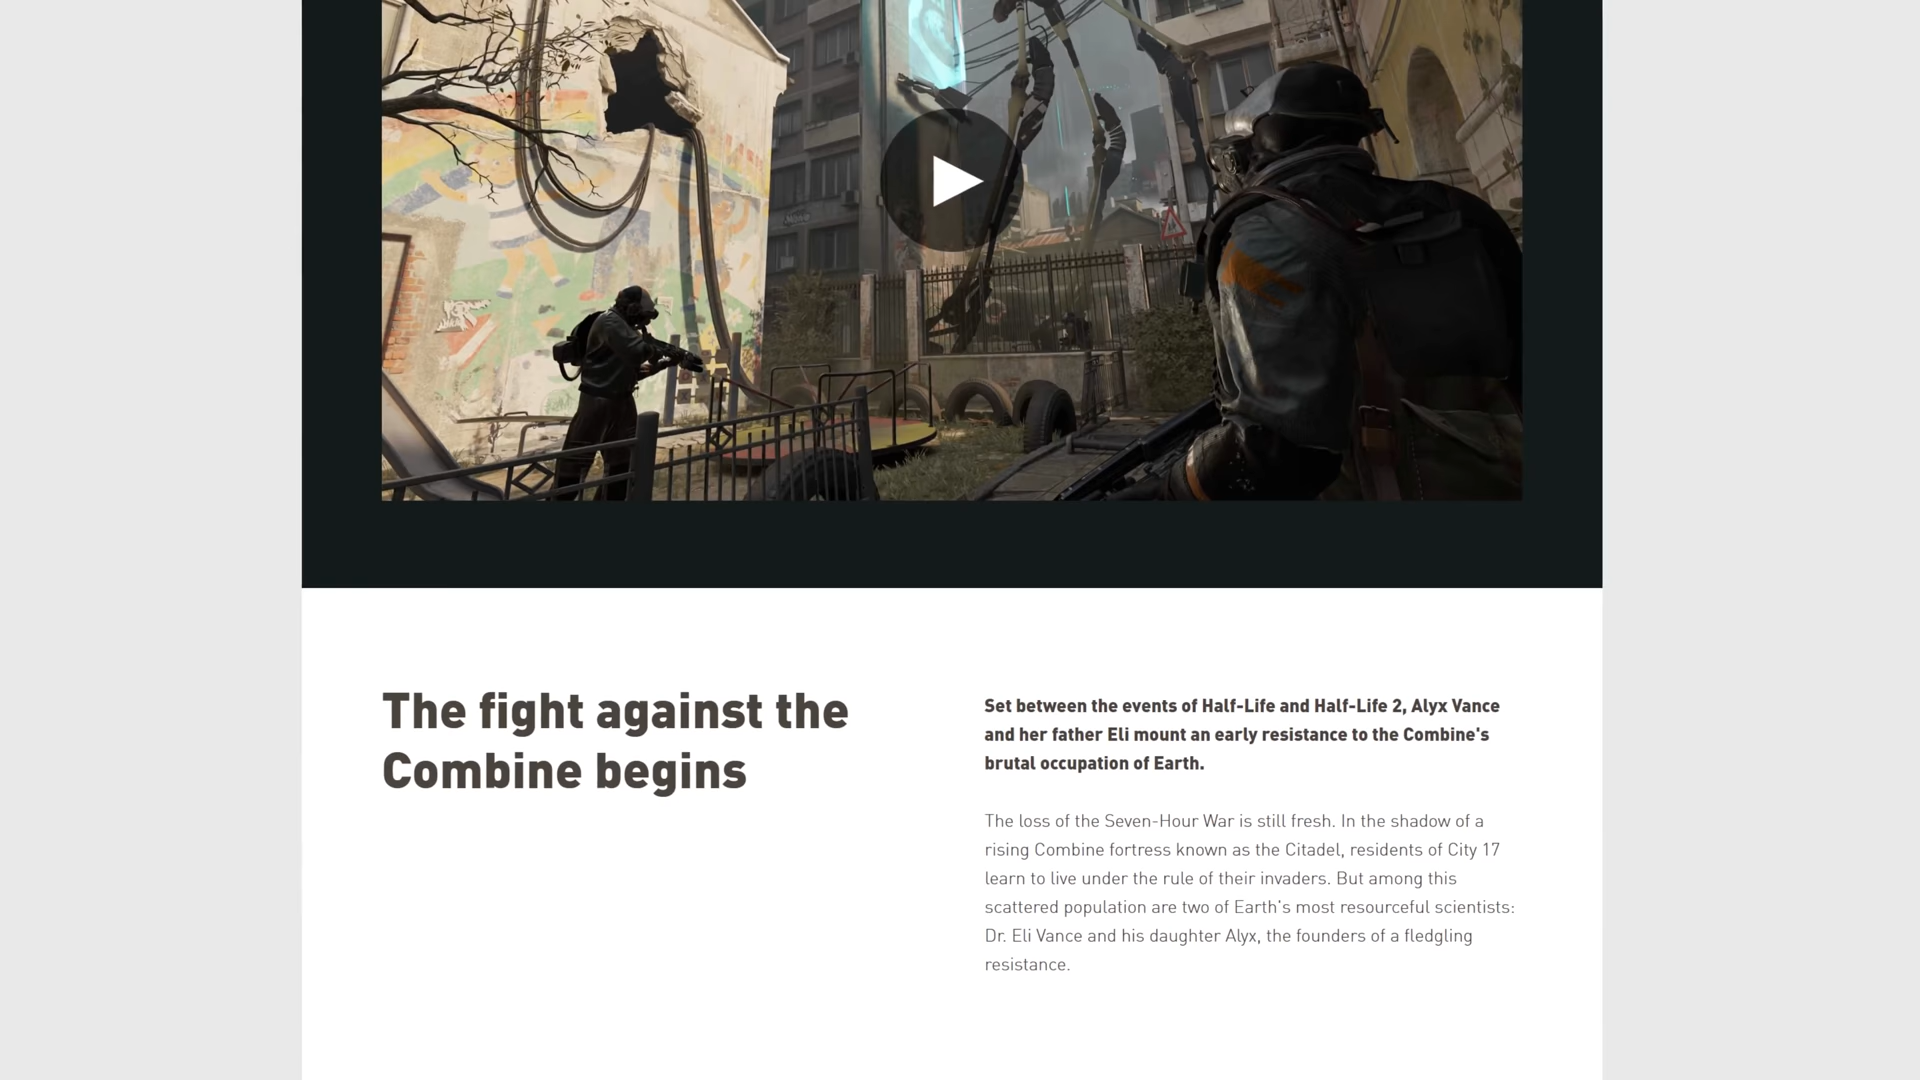 The fight against the
Combine begins
Set between the events of Half-Life and Half-Life 2, Alyx Vance
and her father Eli mount an early resistance to the Combine's
brutal occupation of Earth.
The loss of the Seven-Hour War is still fresh. In the shadow of a
rising Combine fortress known as the Citadel, residents of City 17
learn to live under the rule of their invaders. But among this
scattered population are two of Earth's most resourceful scientists:
Dr. Eli Vance and his daughter Alyx, the founders of a fledgling
resistance.